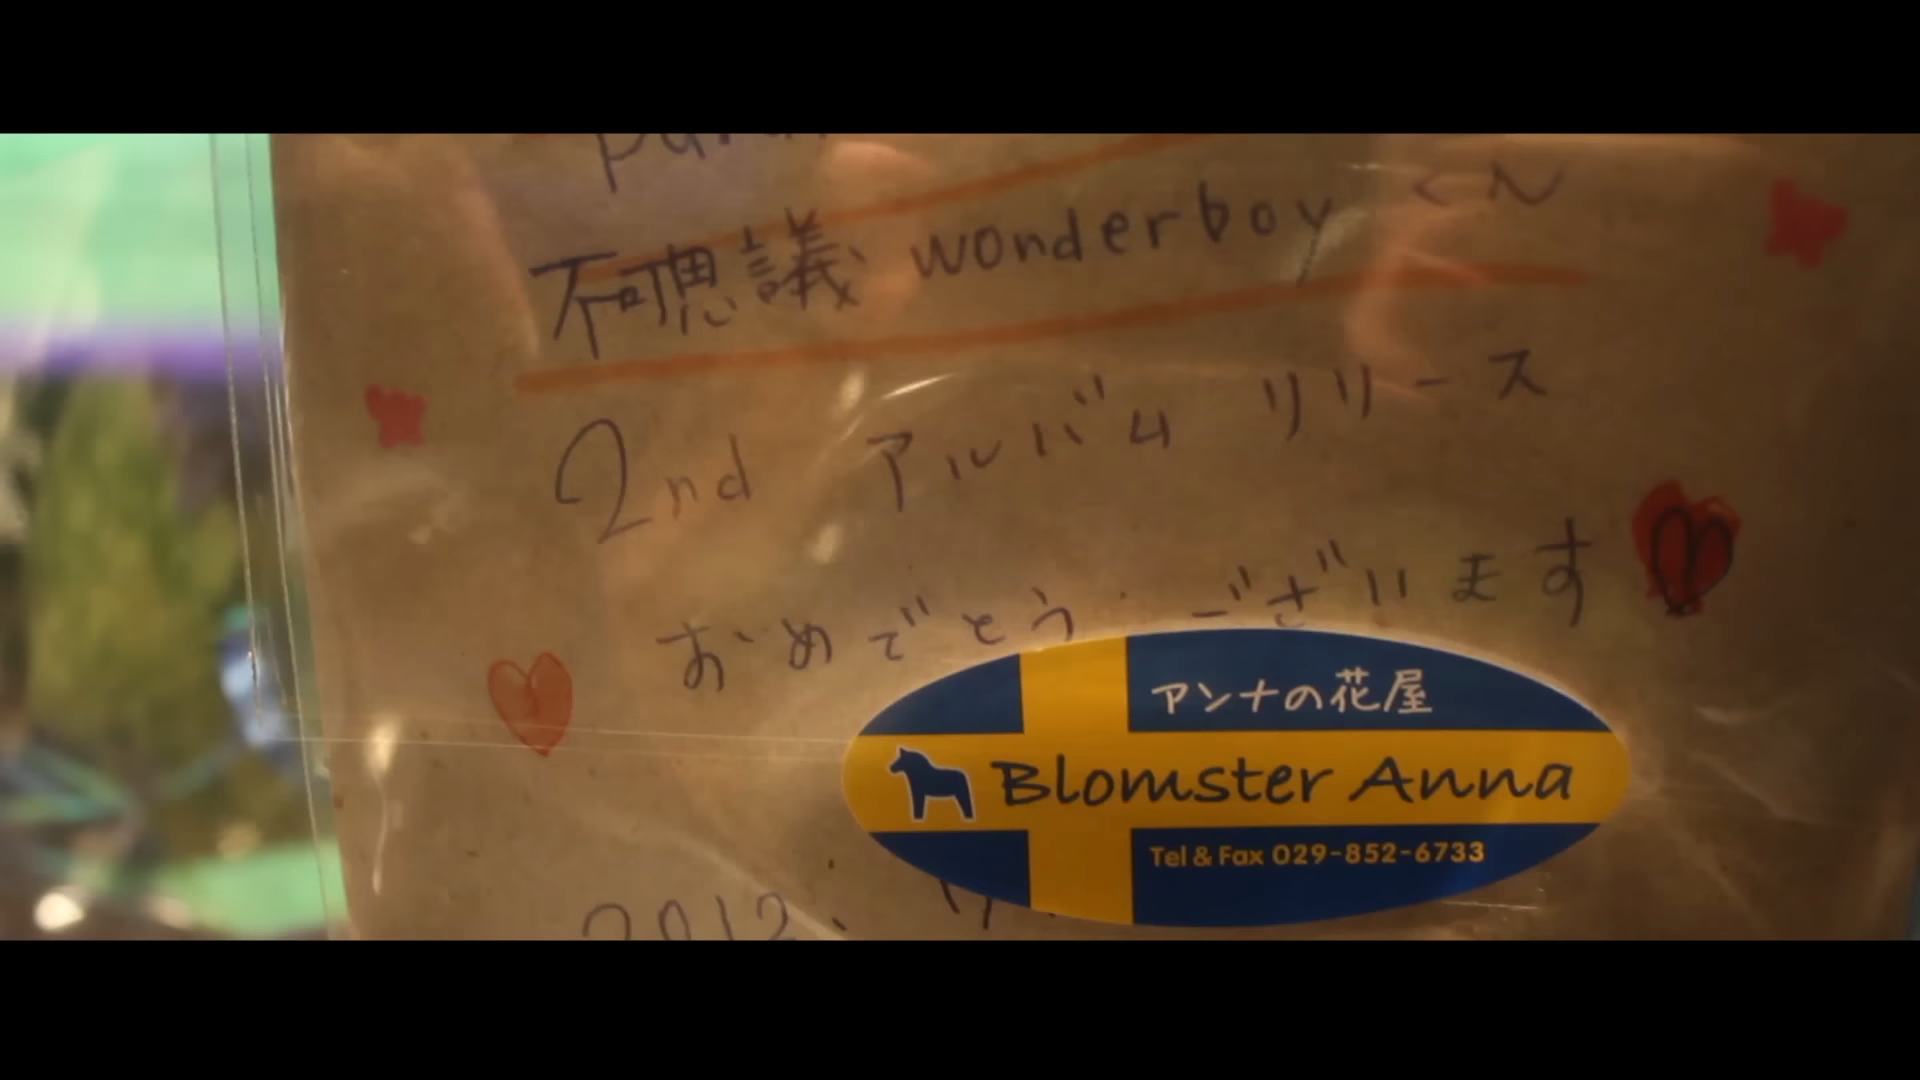 不可思議 wonderboy くん
2nd アルバム リリース
おめでとうございます
アンナの花屋
Blomster Anna
Tel & Fax 029-852-6733
2012.